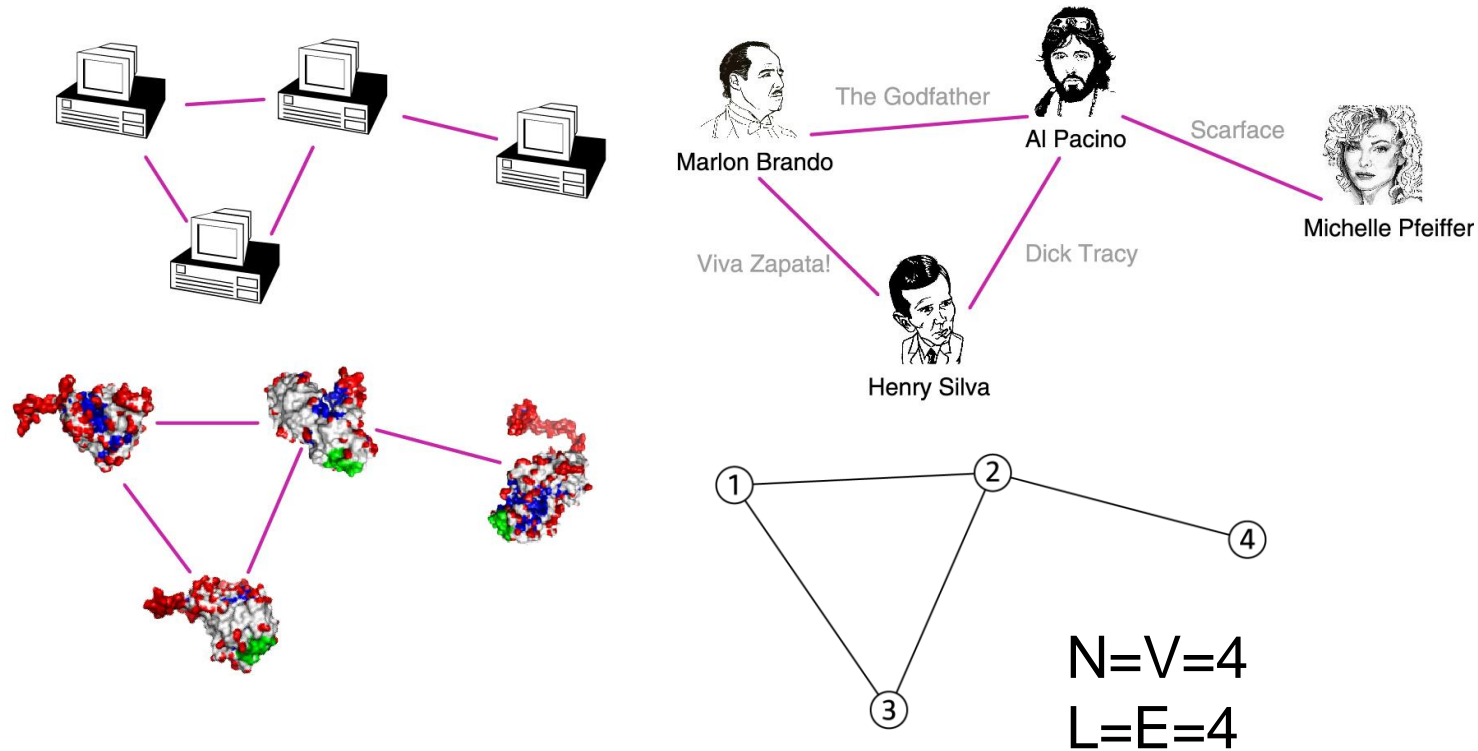 The Godfather
Al Pacino
Scarface
Marlon Brando
Michelle Pfeiffer
Viva Zapata!
Dick Tracy
Henry Silva
1
2
4
3
N=V=4
L=E=4